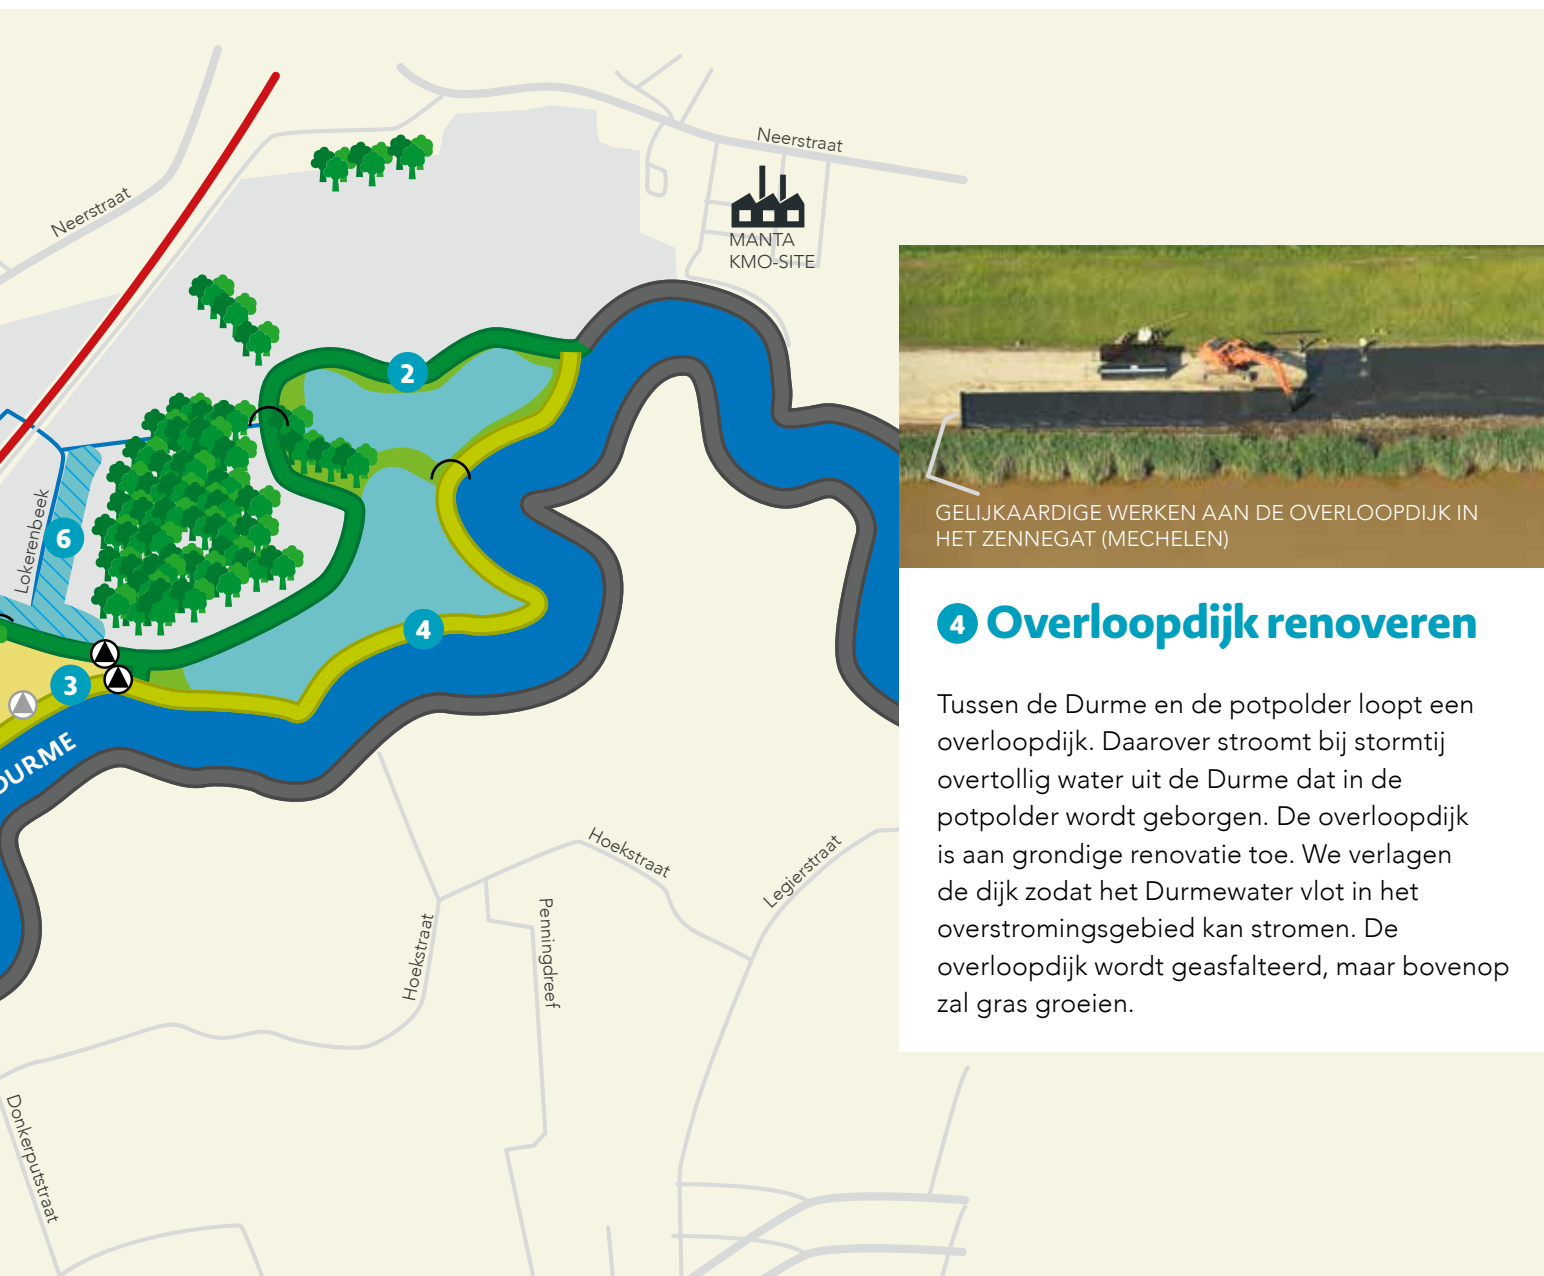 Neerstraat
Neerstraat
MANTA
KMO-SITE
2
Lokerenbeek
6
4
3
DURME
Hoekstraat
Legierstraat
Hoekstraat
Penningdreef
Donkerputstraat
GELIJKAARDIGE WERKEN AAN DE OVERLOOPDIJK IN
HET ZENNEGAT (MECHELEN)
4 Overloopdijk renoveren
Tussen de Durme en de potpolder loopt een
overloopdijk. Daarover stroomt bij stormtij
overtollig water uit de Durme dat in de
potpolder wordt geborgen. De overloopdijk
is aan grondige renovatie toe. We verlagen
de dijk zodat het Durmewater vlot in het
overstromingsgebied kan stromen. De
overloopdijk wordt geasfalteerd, maar bovenop
zal gras groeien.